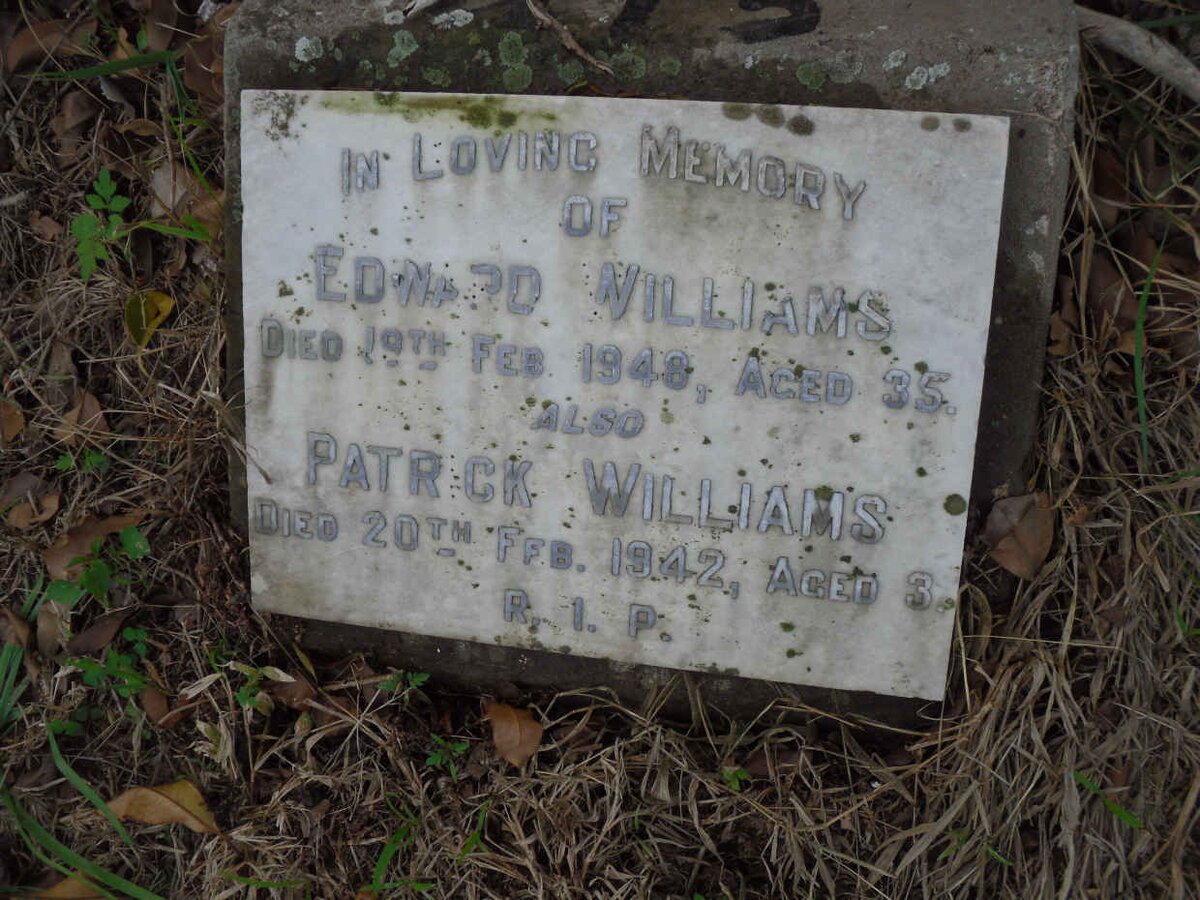 In Loving Memory
OF
Edward Williams
Died 19th Feb. 1948, Aged 35.
ALSO
Patrick Williams
Died 20th Feb. 1942, Aged 3.
R. I. P.